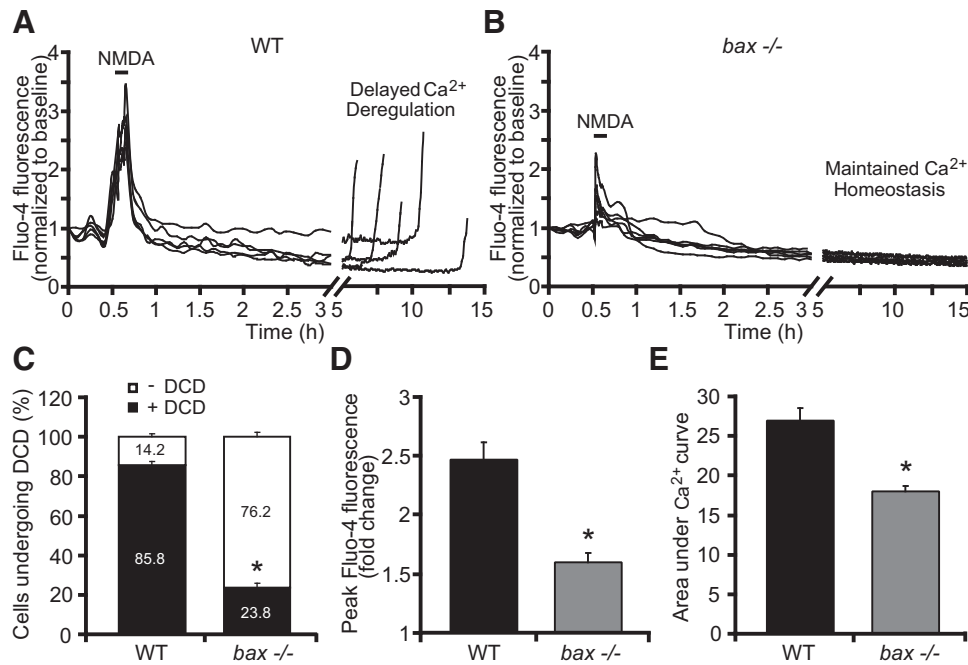 A
WT
NMDA
Delayed Ca2+
Deregulation
Fluo-4 fluorescence
(normalized to baseline)
4
3
2
1
0
0 0.5 1 1.5 2 2.5 3 5 10 15
Time (h)
B
bax -/-
NMDA
Maintained Ca2+
Homeostasis
Fluo-4 fluorescence
(normalized to baseline)
4
3
2
1
0
0 0.5 1 1.5 2 2.5 3 5 10 15
Time (h)
C
- DCD
+ DCD
Cells undergoing DCD (%)
120
100
80
60
40
20
0
14.2
85.8
76.2
*
23.8
WT bax -/-
D
Peak Fluo-4 fluorescence
(fold change)
3
2.5
2
1.5
1
*
WT bax -/-
E
Area under Ca2+ curve
30
25
20
15
10
5
0
*
WT bax -/-